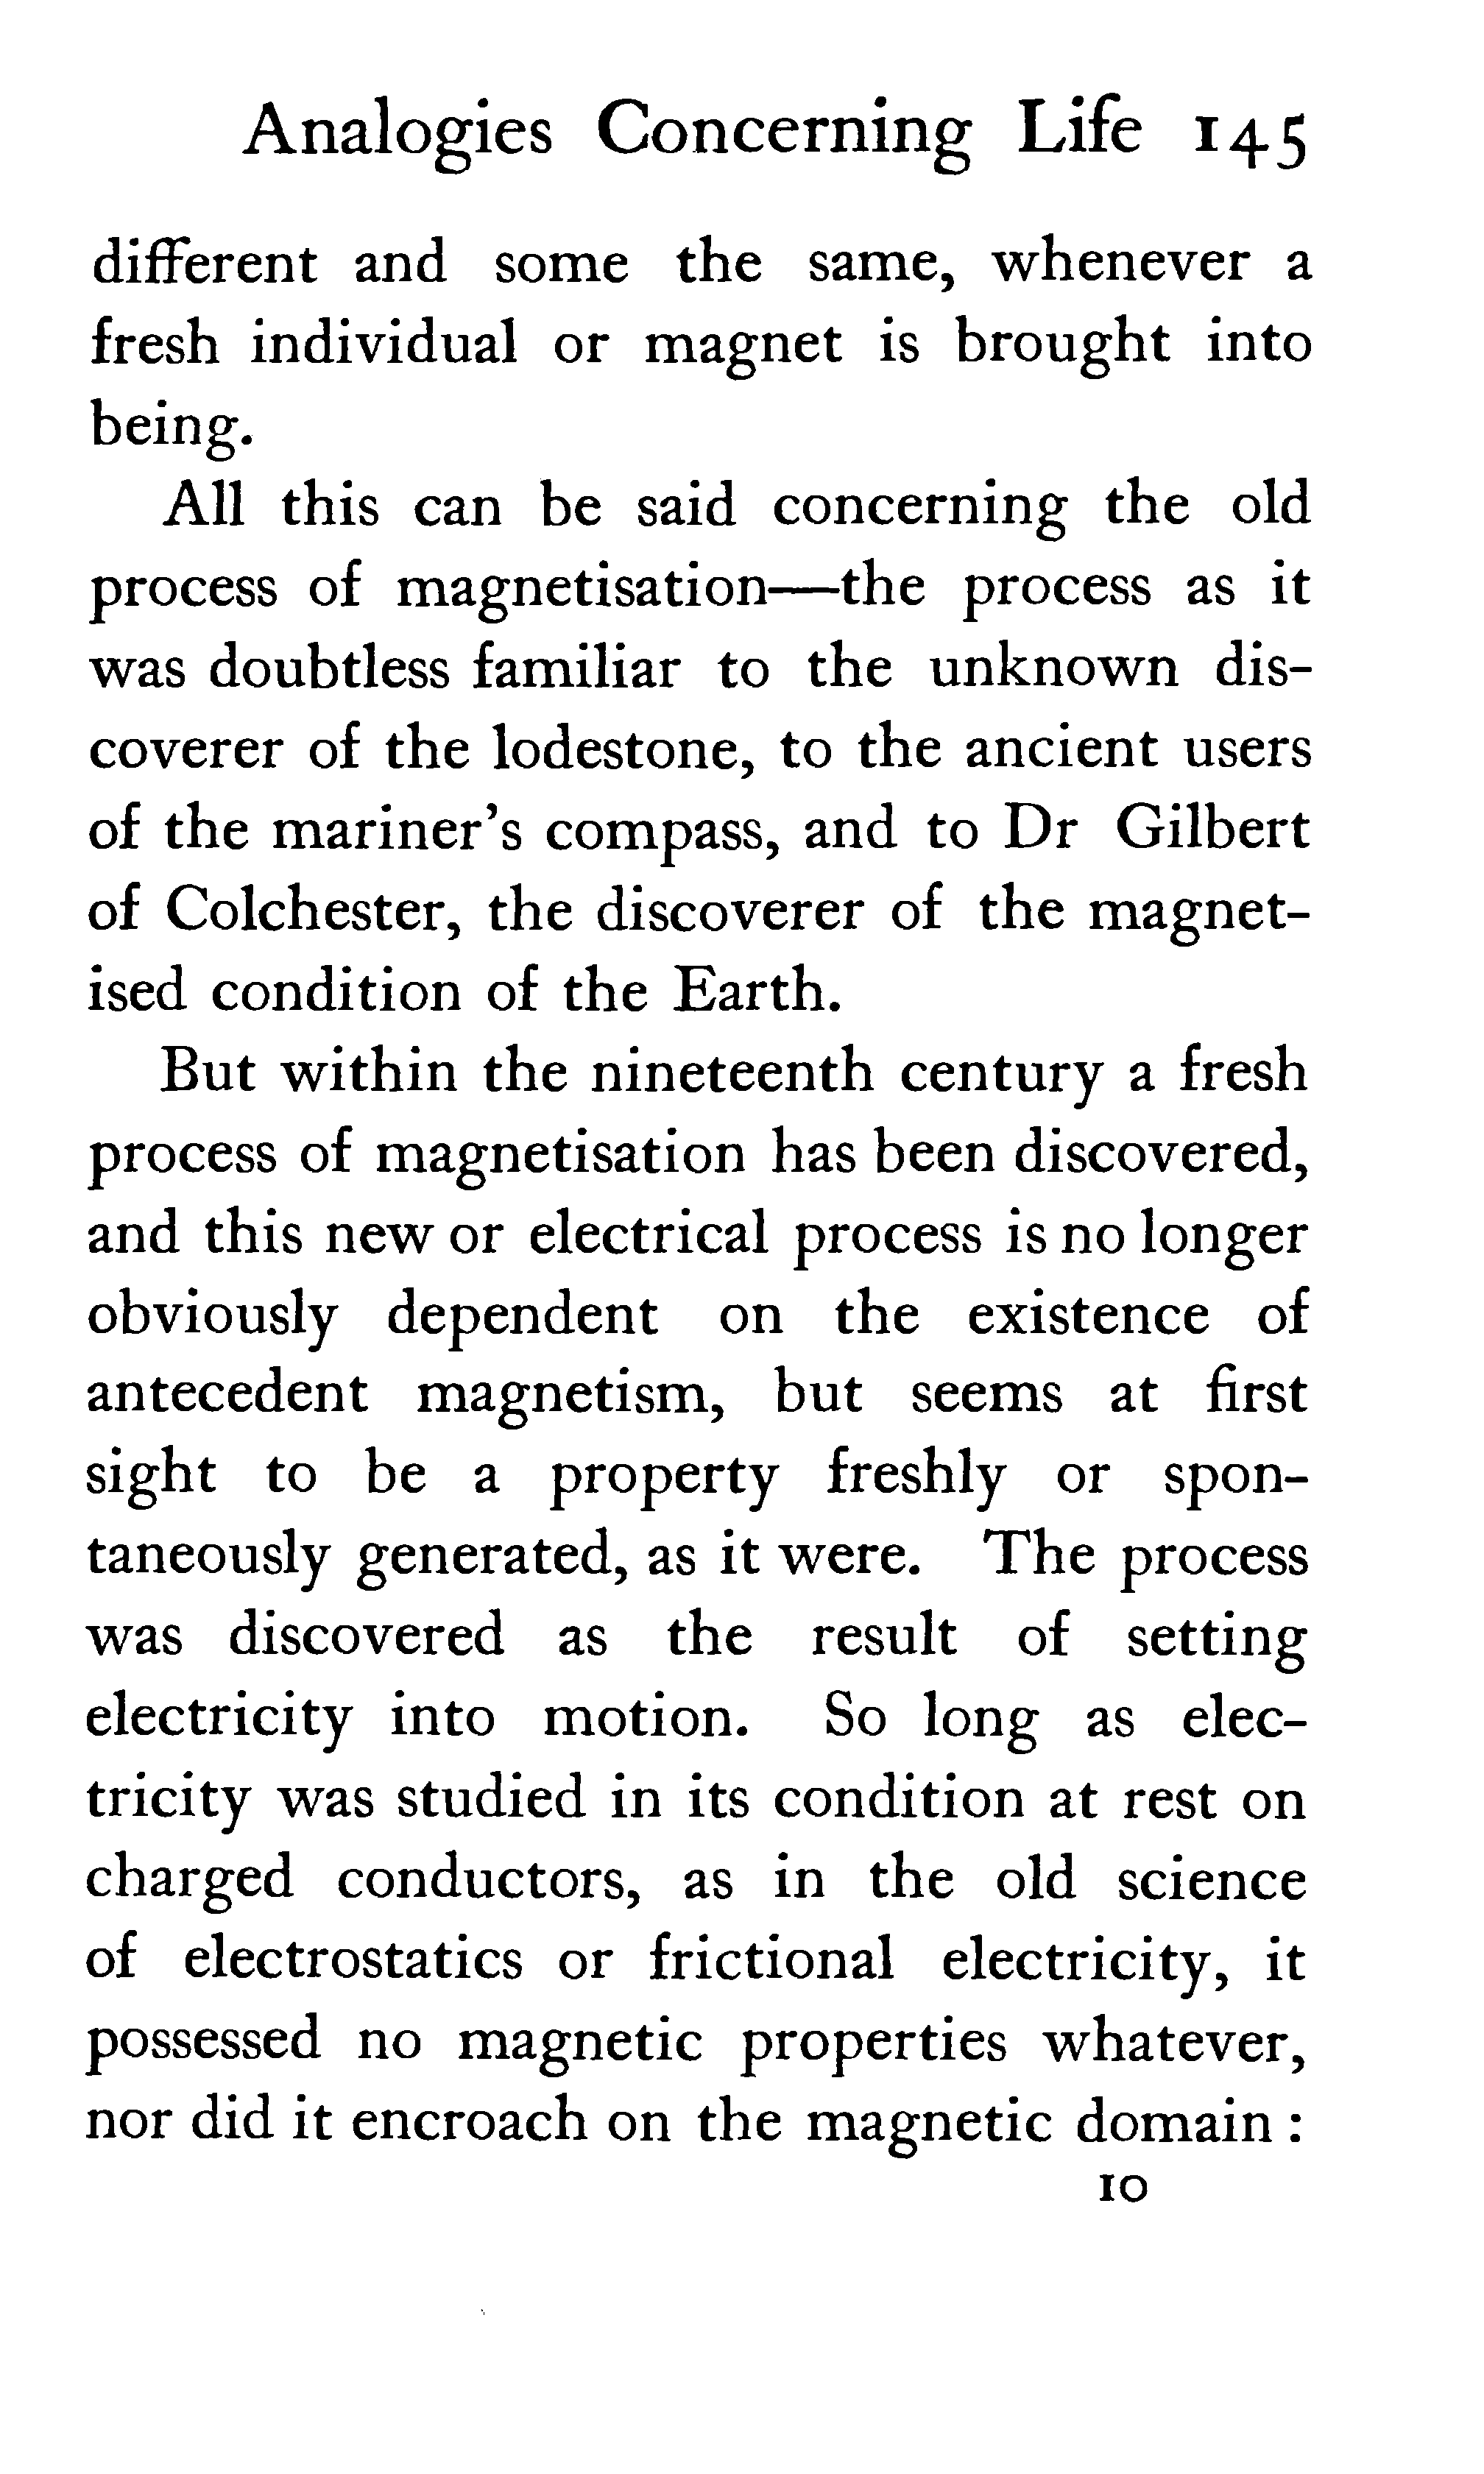 Analogies Concerning Life 145
different and some the same, whenever a
fresh individual or magnet is brought into
being.
All this can be said concerning the old
process of magnetisation—the process as it
was doubtless familiar to the unknown dis-
coverer of the lodestone, to the ancient users
of the mariner's compass, and to Dr Gilbert
of Colchester, the discoverer of the magnet-
ised condition of the Earth.
But within the nineteenth century a fresh
process of magnetisation has been discovered,
and this new or electrical process is no longer
obviously dependent on the existence of
antecedent magnetism, but seems at first
sight to be a property freshly or spon-
taneously generated, as it were. The process
was discovered as the result of setting
electricity into motion. So long as elec-
tricity was studied in its condition at rest on
charged conductors, as in the old science
of electrostatics or frictional electricity, it
possessed no magnetic properties whatever,
nor did it encroach on the magnetic domain :
10